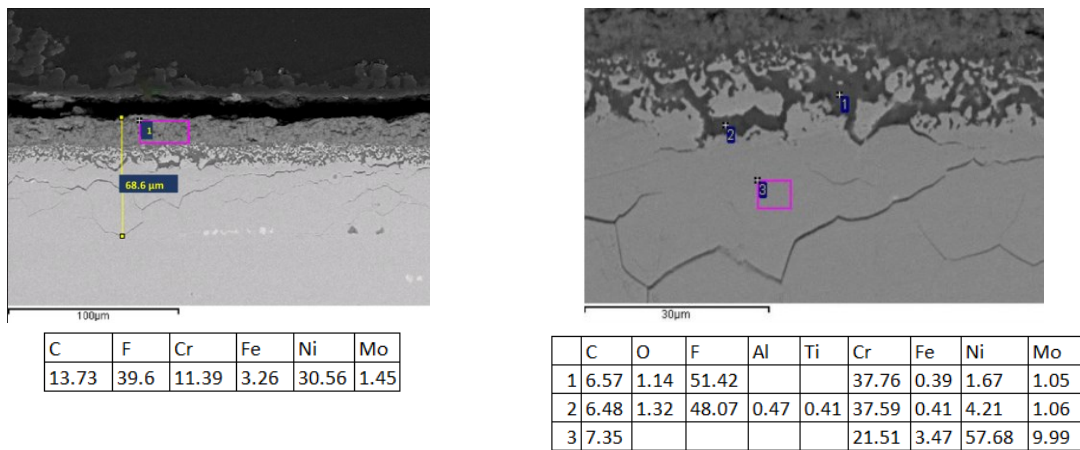 1
68.6 μm
100μm
C F Cr Fe Ni Mo
13.73 39.6 11.39 3.26 30.56 1.45
1
2
3
30μm
C O F Al Ti Cr Fe Ni Mo
1 6.57 1.14 51.42 37.76 0.39 1.67 1.05
2 6.48 1.32 48.07 0.47 0.41 37.59 0.41 4.21 1.06
3 7.35 21.51 3.47 57.68 9.99